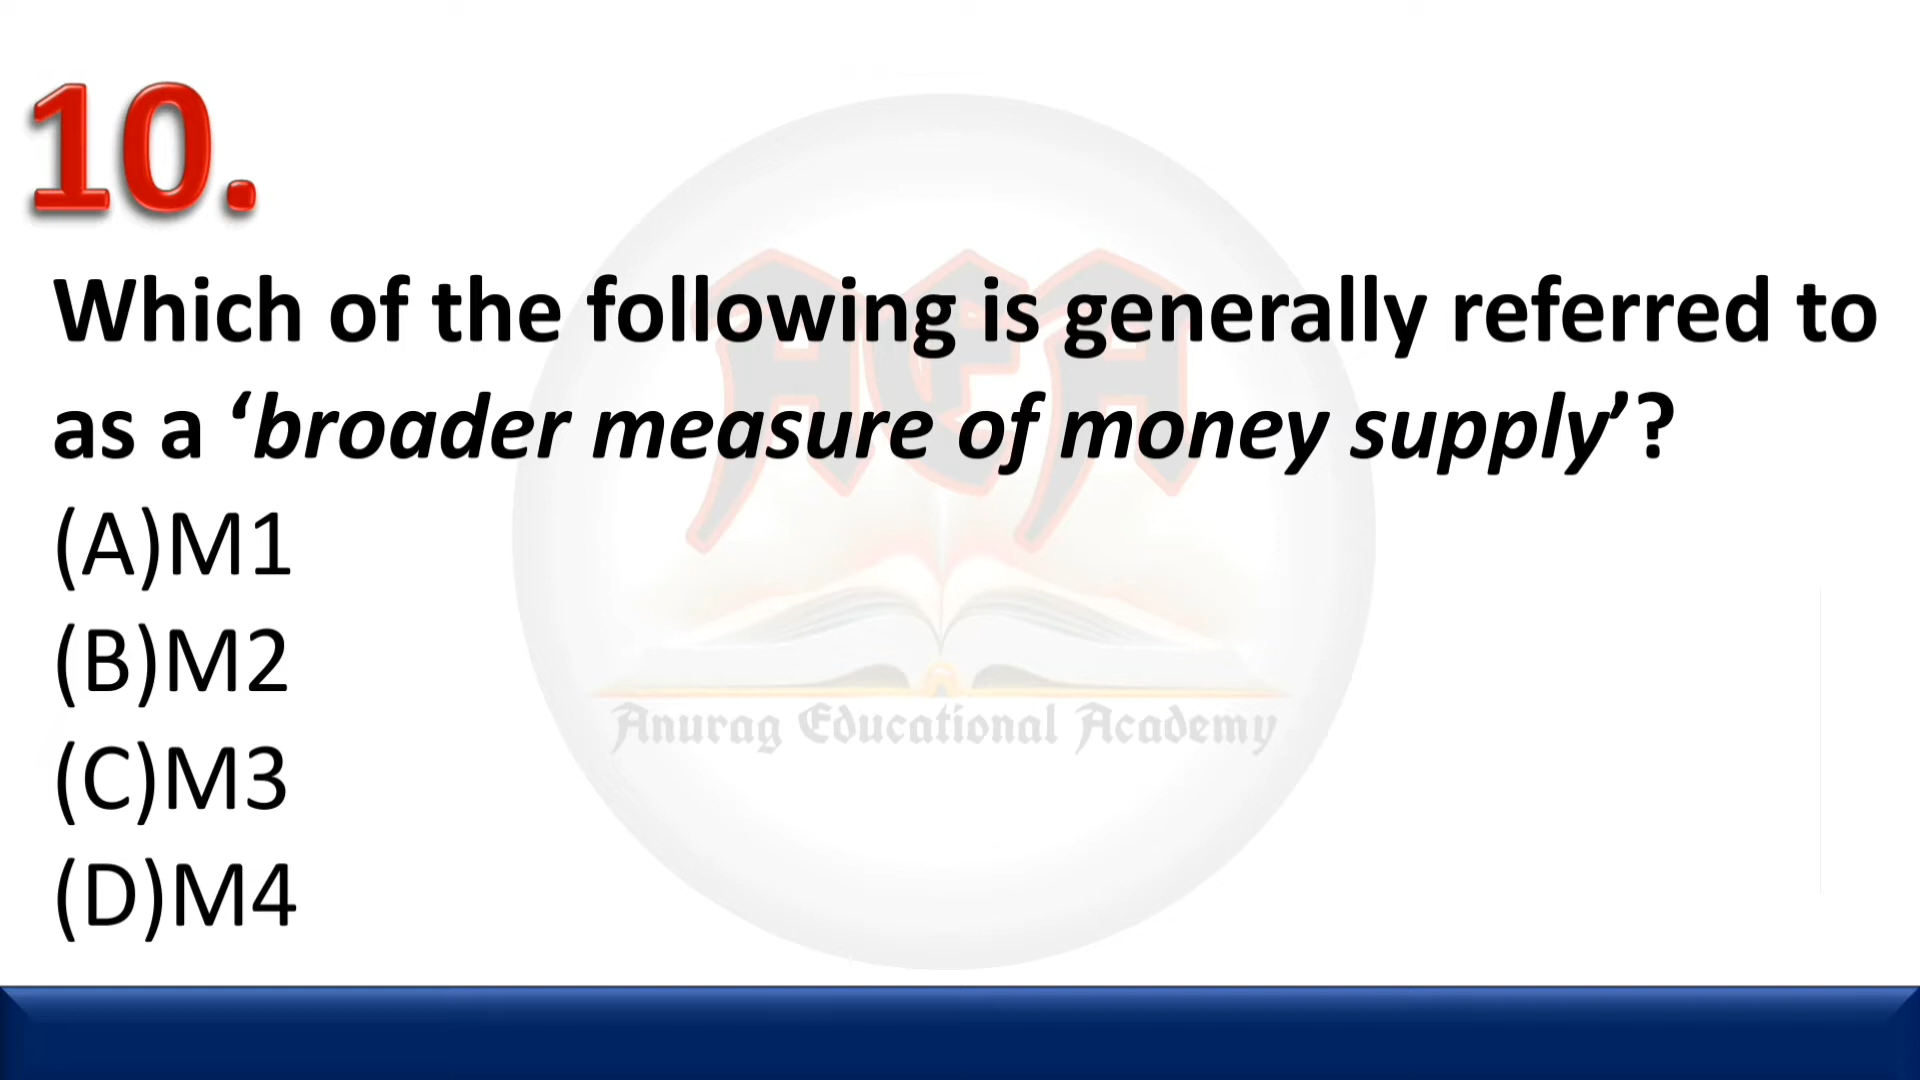 10.
Which of the following is generally referred to
as a ‘broader measure of money supply’?
(A)M1
(B)M2
(C)M3
(D)M4
AEA
Anurag Educational Academy